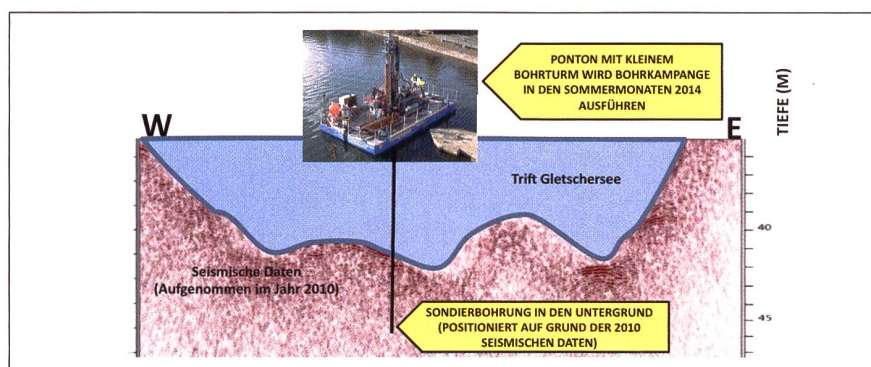 PONTON MIT KLEINEM
BOHRTURM WIRD BOHRKAMPANGE
IN DEN SOMMERMONATEN 2014
AUSFÜHREN
W
E
TIEFE (M)
Trift Gletschersee
40
Seismische Daten
(Aufgenommen im Jahr 2010)
SONDIERBOHRUNG IN DEN UNTERGRUND
(POSITIONIERT AUF GRUND DER 2010
SEISMISCHEN DATEN)
45